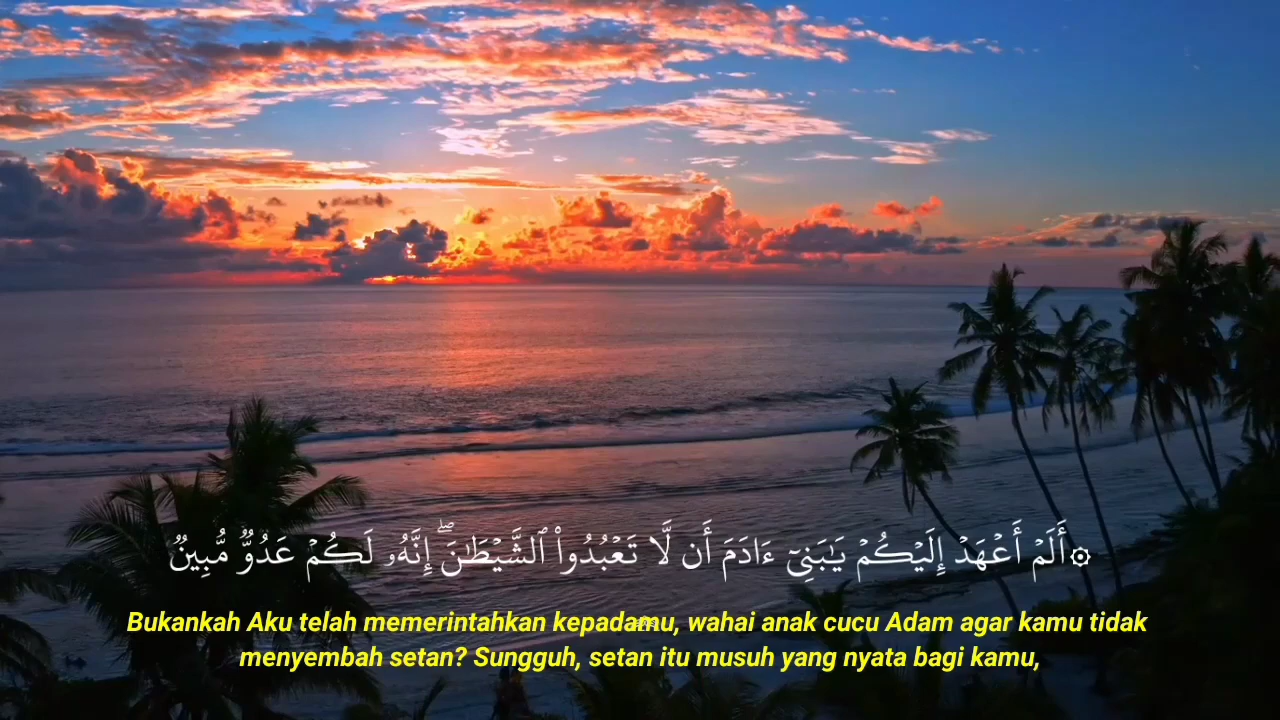 ۞أَلَمۡ أَعۡهَدۡ إِلَيۡكُمۡ يَٰبَنِيٓ ءَادَمَ أَن لَّا تَعۡبُدُواْ ٱلشَّيۡطَٰنَۖ إِنَّهُۥ لَكُمۡ عَدُوّٞ مُّبِينٞ
Bukankah Aku telah memerintahkan kepadamu, wahai anak cucu Adam agar kamu tidak
menyembah setan? Sungguh, setan itu musuh yang nyata bagi kamu,